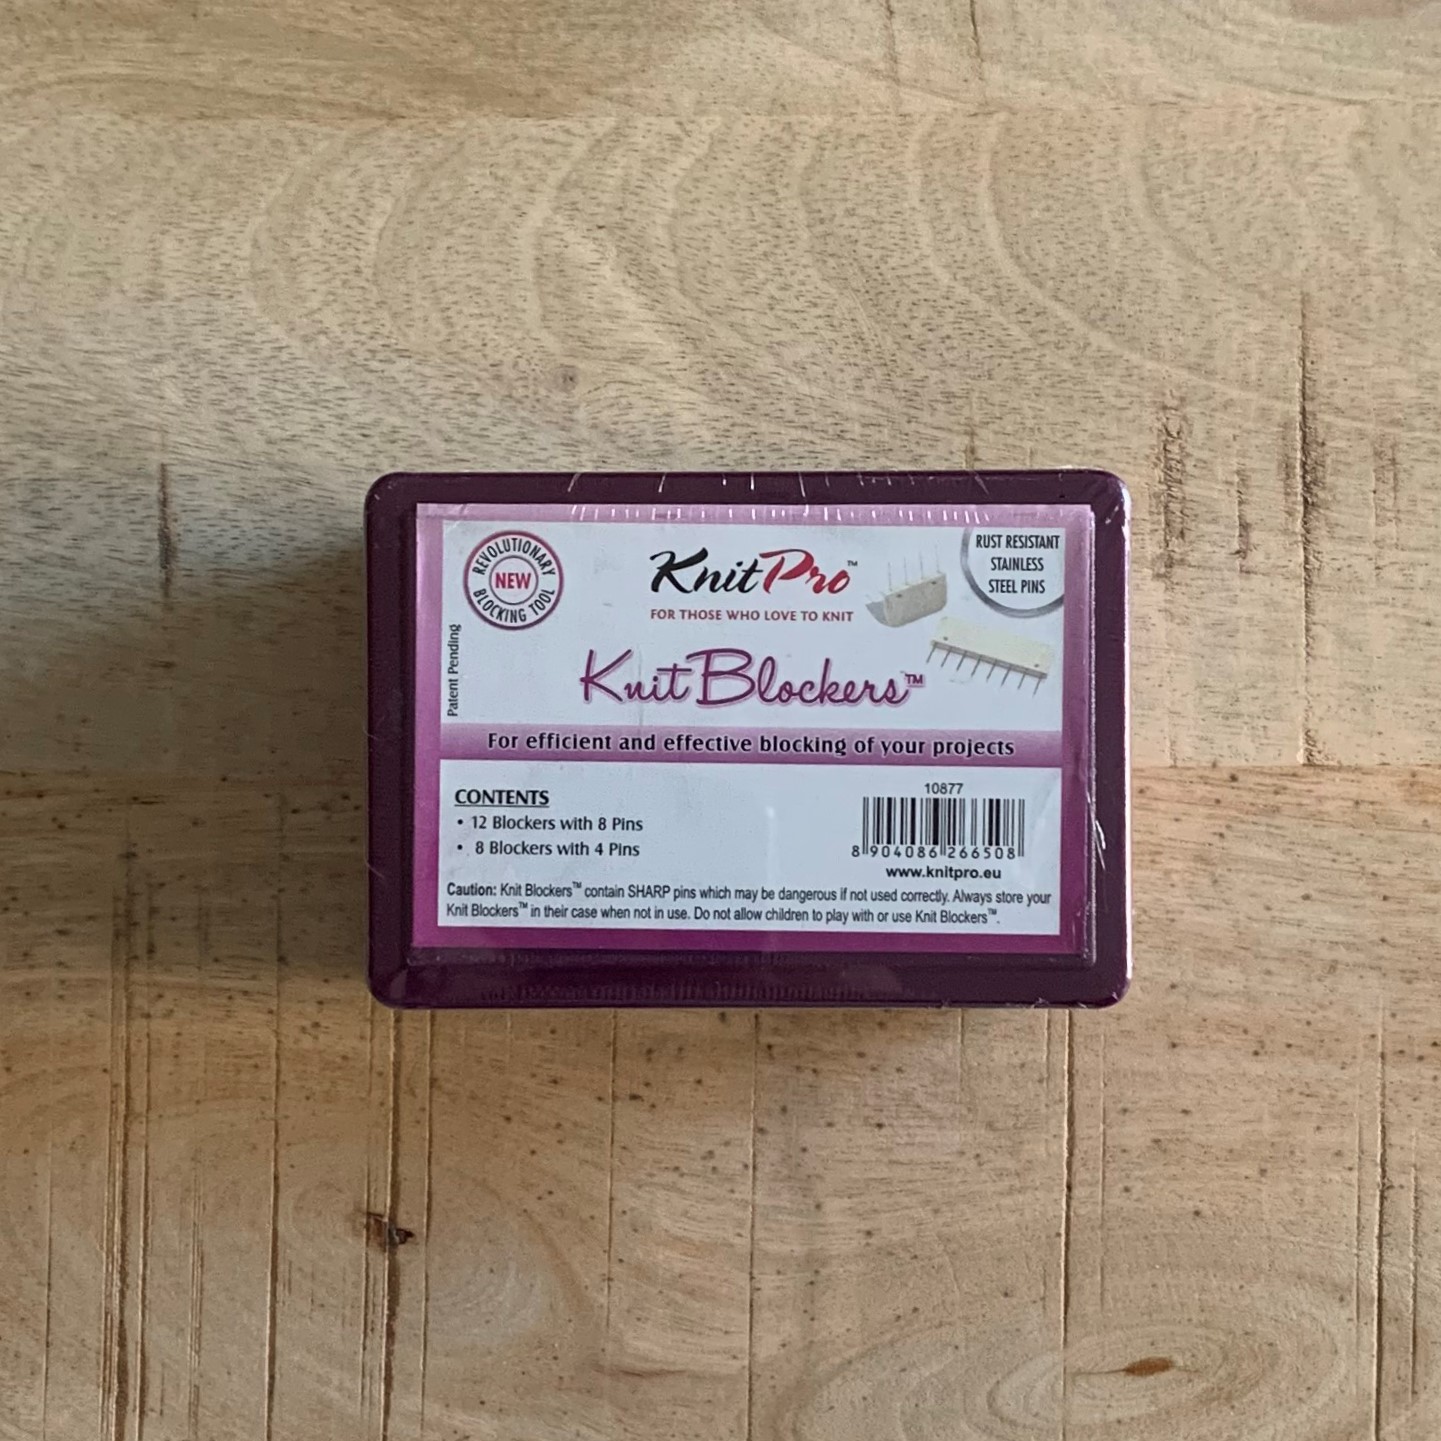 REVOLUTIONARY
NEW
BLOCKING TOOL
Patent Pending
KnitPro™
FOR THOSE WHO LOVE TO KNIT
RUST RESISTANT
STAINLESS
STEEL PINS
Knit Blockers™
For efficient and effective blocking of your projects
CONTENTS
• 12 Blockers with 8 Pins
• 8 Blockers with 4 Pins
10877
8 904086 266508
www.knitpro.eu
Caution: Knit Blockers™ contain SHARP pins which may be dangerous if not used correctly. Always store your
Knit Blockers™ in their case when not in use. Do not allow children to play with or use Knit Blockers™.